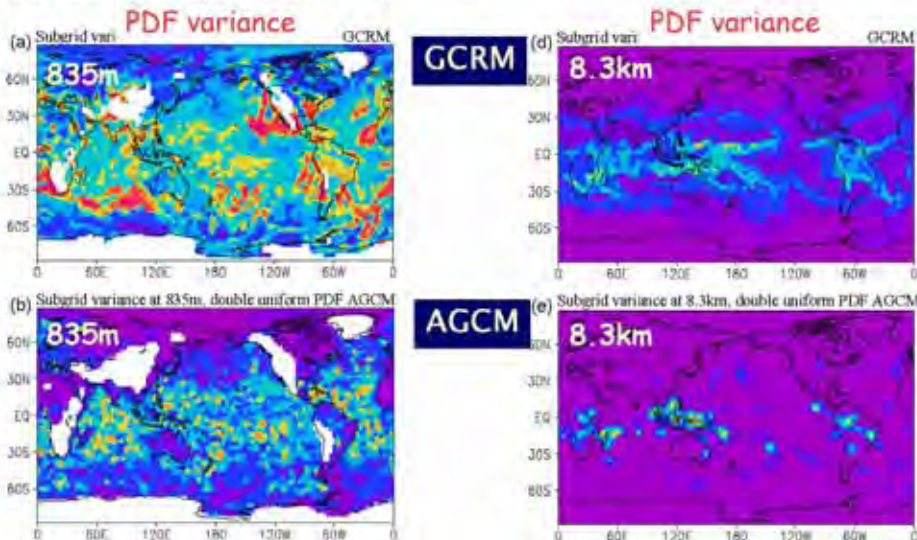 PDF variance
PDF variance
(a) Subgrid vari GCRM
835m
60N
30N
EQ
30S
60S
0 60E 120E 180 120W 60W 0
GCRM
(d) Subgrid vari GCRM
8.3km
60N
30N
EQ
30S
60S
0 60E 120E 180 120W 60W 0
(b) Subgrid variance at 835m, double uniform PDF AGCM
835m
60N
30N
EQ
30S
60S
0 60E 120E 180 120W 60W 0
AGCM
(e) Subgrid variance at 8.3km, double uniform PDF AGCM
8.3km
60N
30N
EQ
30S
60S
0 60E 120E 180 120W 60W 0